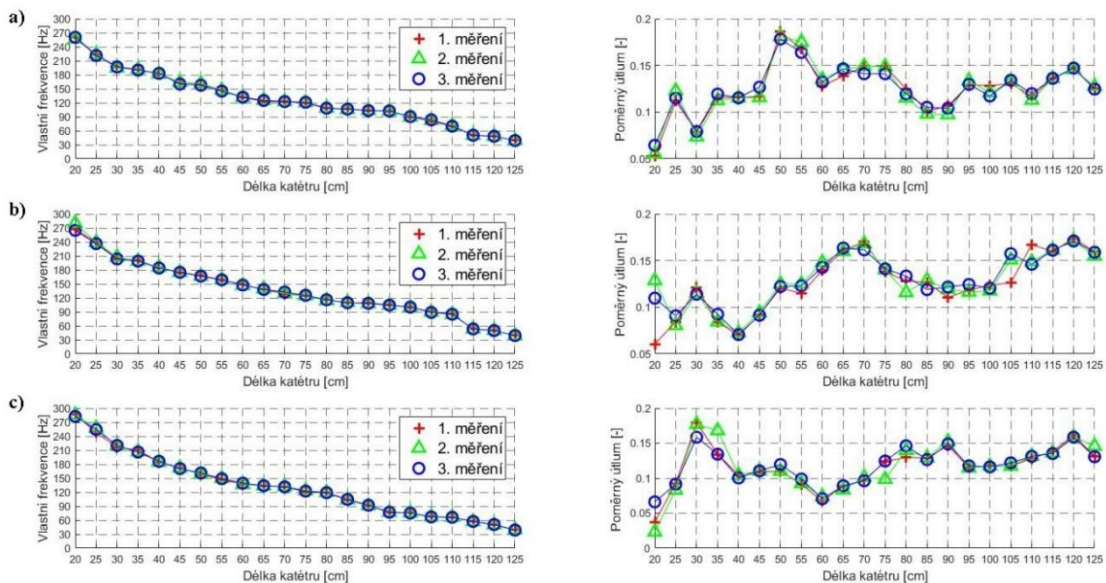 a)
Vlastní frekvence [Hz]
300
270
240
210
180
150
120
90
60
30
0
1. měření
2. měření
3. měření
20 25 30 35 40 45 50 55 60 65 70 75 80 85 90 95 100 105 110 115 120 125
Délka katétru [cm]
Poměrný útlum [-]
0.2
0.15
0.1
0.05
20 25 30 35 40 45 50 55 60 65 70 75 80 85 90 95 100 105 110 115 120 125
Délka katétru [cm]
b)
Vlastní frekvence [Hz]
300
270
240
210
180
150
120
90
60
30
0
1. měření
2. měření
3. měření
20 25 30 35 40 45 50 55 60 65 70 75 80 85 90 95 100 105 110 115 120 125
Délka katétru [cm]
Poměrný útlum [-]
0.2
0.15
0.1
0.05
20 25 30 35 40 45 50 55 60 65 70 75 80 85 90 95 100 105 110 115 120 125
Délka katétru [cm]
c)
Vlastní frekvence [Hz]
300
270
240
210
180
150
120
90
60
30
0
1. měření
2. měření
3. měření
20 25 30 35 40 45 50 55 60 65 70 75 80 85 90 95 100 105 110 115 120 125
Délka katétru [cm]
Poměrný útlum [-]
0.2
0.15
0.1
0.05
0
20 25 30 35 40 45 50 55 60 65 70 75 80 85 90 95 100 105 110 115 120 125
Délka katétru [cm]